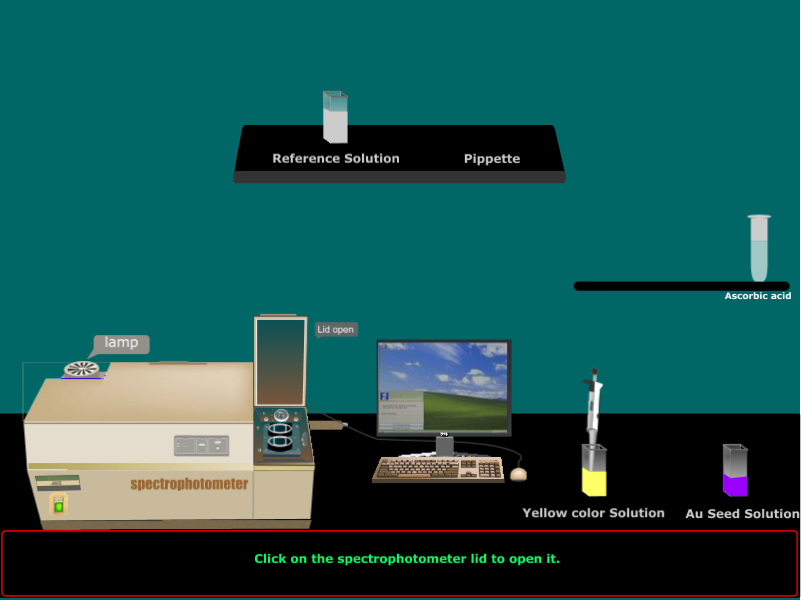 Reference Solution
Pippette
Ascorbic acid
Lid open
lamp
spectrophotometer
Yellow color Solution
Au Seed Solution
Click on the spectrophotometer lid to open it.